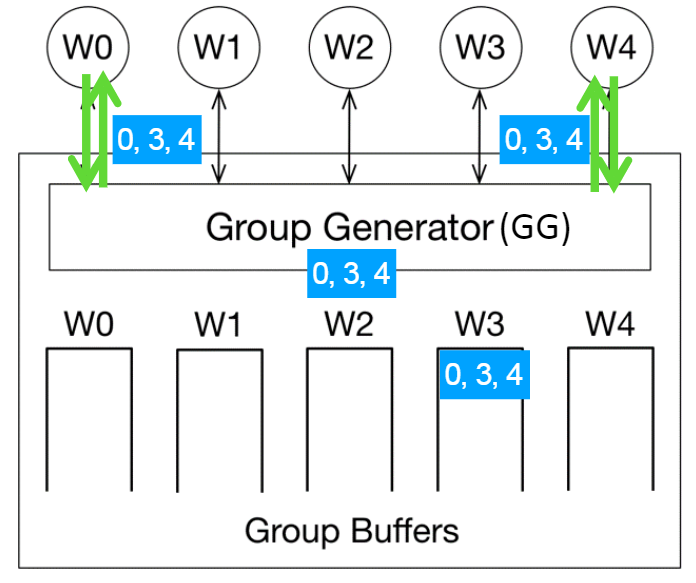 W0 W1 W2 W3 W4
0, 3, 4 0, 3, 4
Group Generator (GG)
0, 3, 4
W0 W1 W2 W3 W4
0, 3, 4
Group Buffers